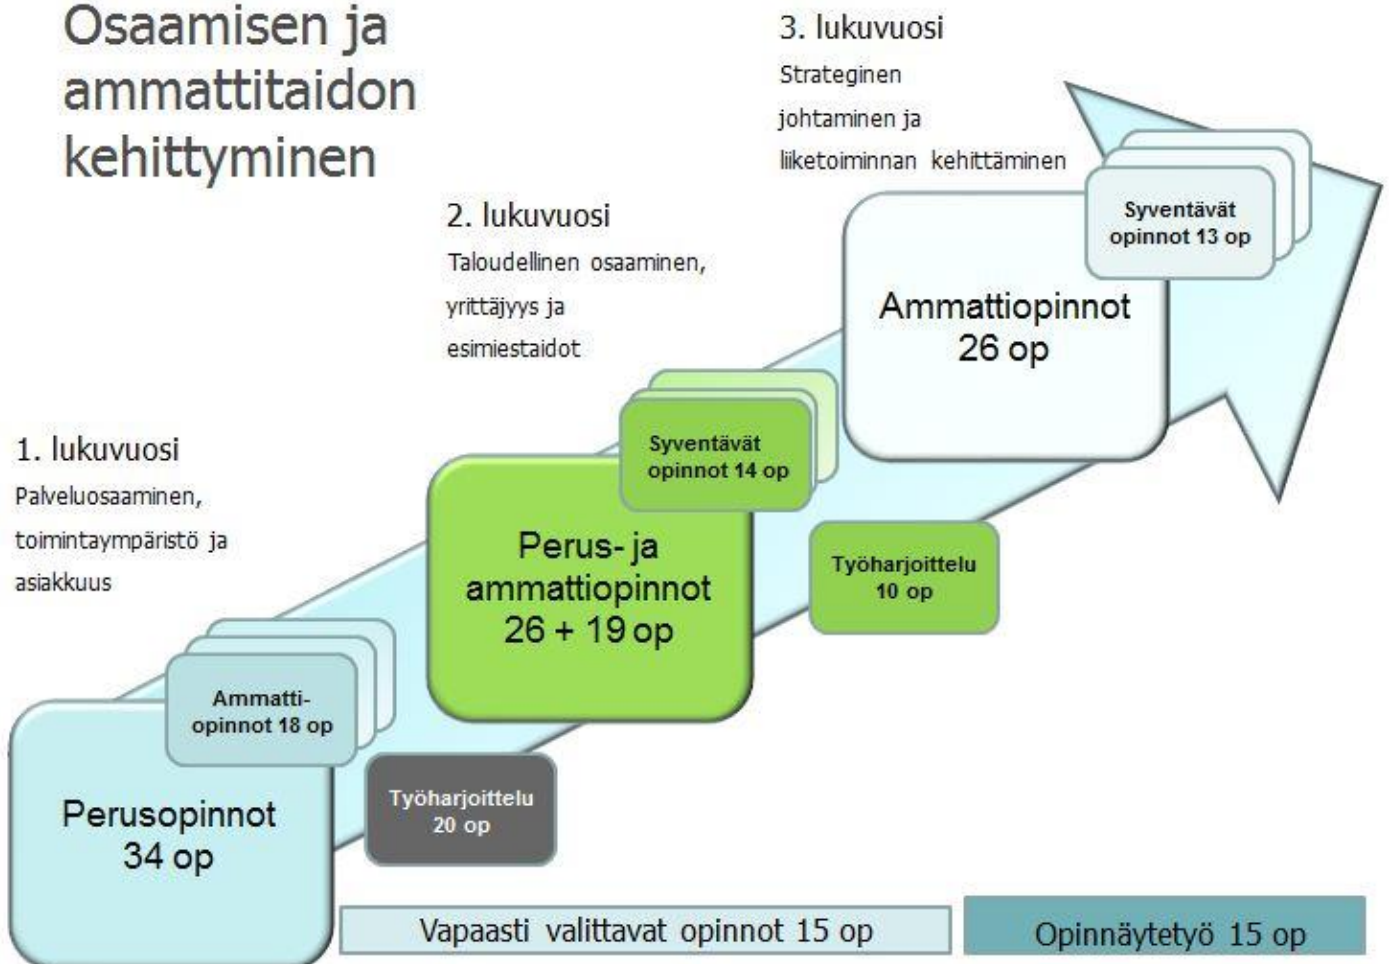 Osaamisen ja
ammattitaidon
kehittyminen
3. lukuvuosi
Strateginen
johtaminen ja
liiketoiminnan kehittäminen
Syventävät
opinnot 13 op
Ammattiopinnot
26 op
2. lukuvuosi
Taloudellinen osaaminen,
yrittäjyys ja
esimiestaidot
Syventävät
opinnot 14 op
Perus- ja
ammattiopinnot
26 + 19 op
Työharjoittelu
10 op
1. lukuvuosi
Palveluosaaminen,
toimintaympäristö ja
asiakkuus
Ammatti-
opinnot 18 op
Perusopinnot
34 op
Työharjoittelu
20 op
Vapaasti valittavat opinnot 15 op
Opinnäytetyö 15 op